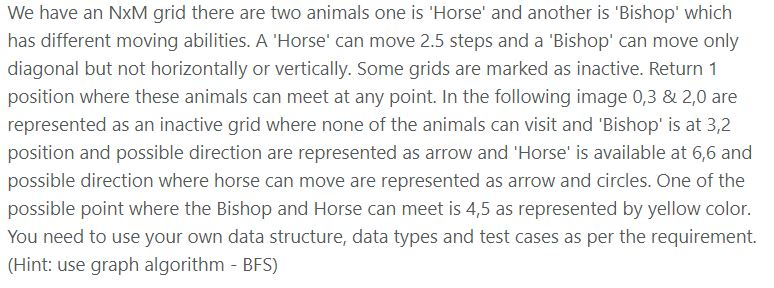 We have an NxM grid there are two animals one is 'Horse' and another is 'Bishop' which
has different moving abilities. A 'Horse' can move 2.5 steps and a 'Bishop' can move only
diagonal but not horizontally or vertically. Some grids are marked as inactive. Return 1
position where these animals can meet at any point. In the following image 0,3 & 2,0 are
represented as an inactive grid where none of the animals can visit and 'Bishop' is at 3,2
position and possible direction are represented as arrow and 'Horse' is available at 6,6 and
possible direction where horse can move are represented as arrow and circles. One of the
possible point where the Bishop and Horse can meet is 4,5 as represented by yellow color.
You need to use your own data structure, data types and test cases as per the requirement.
(Hint: use graph algorithm - BFS)